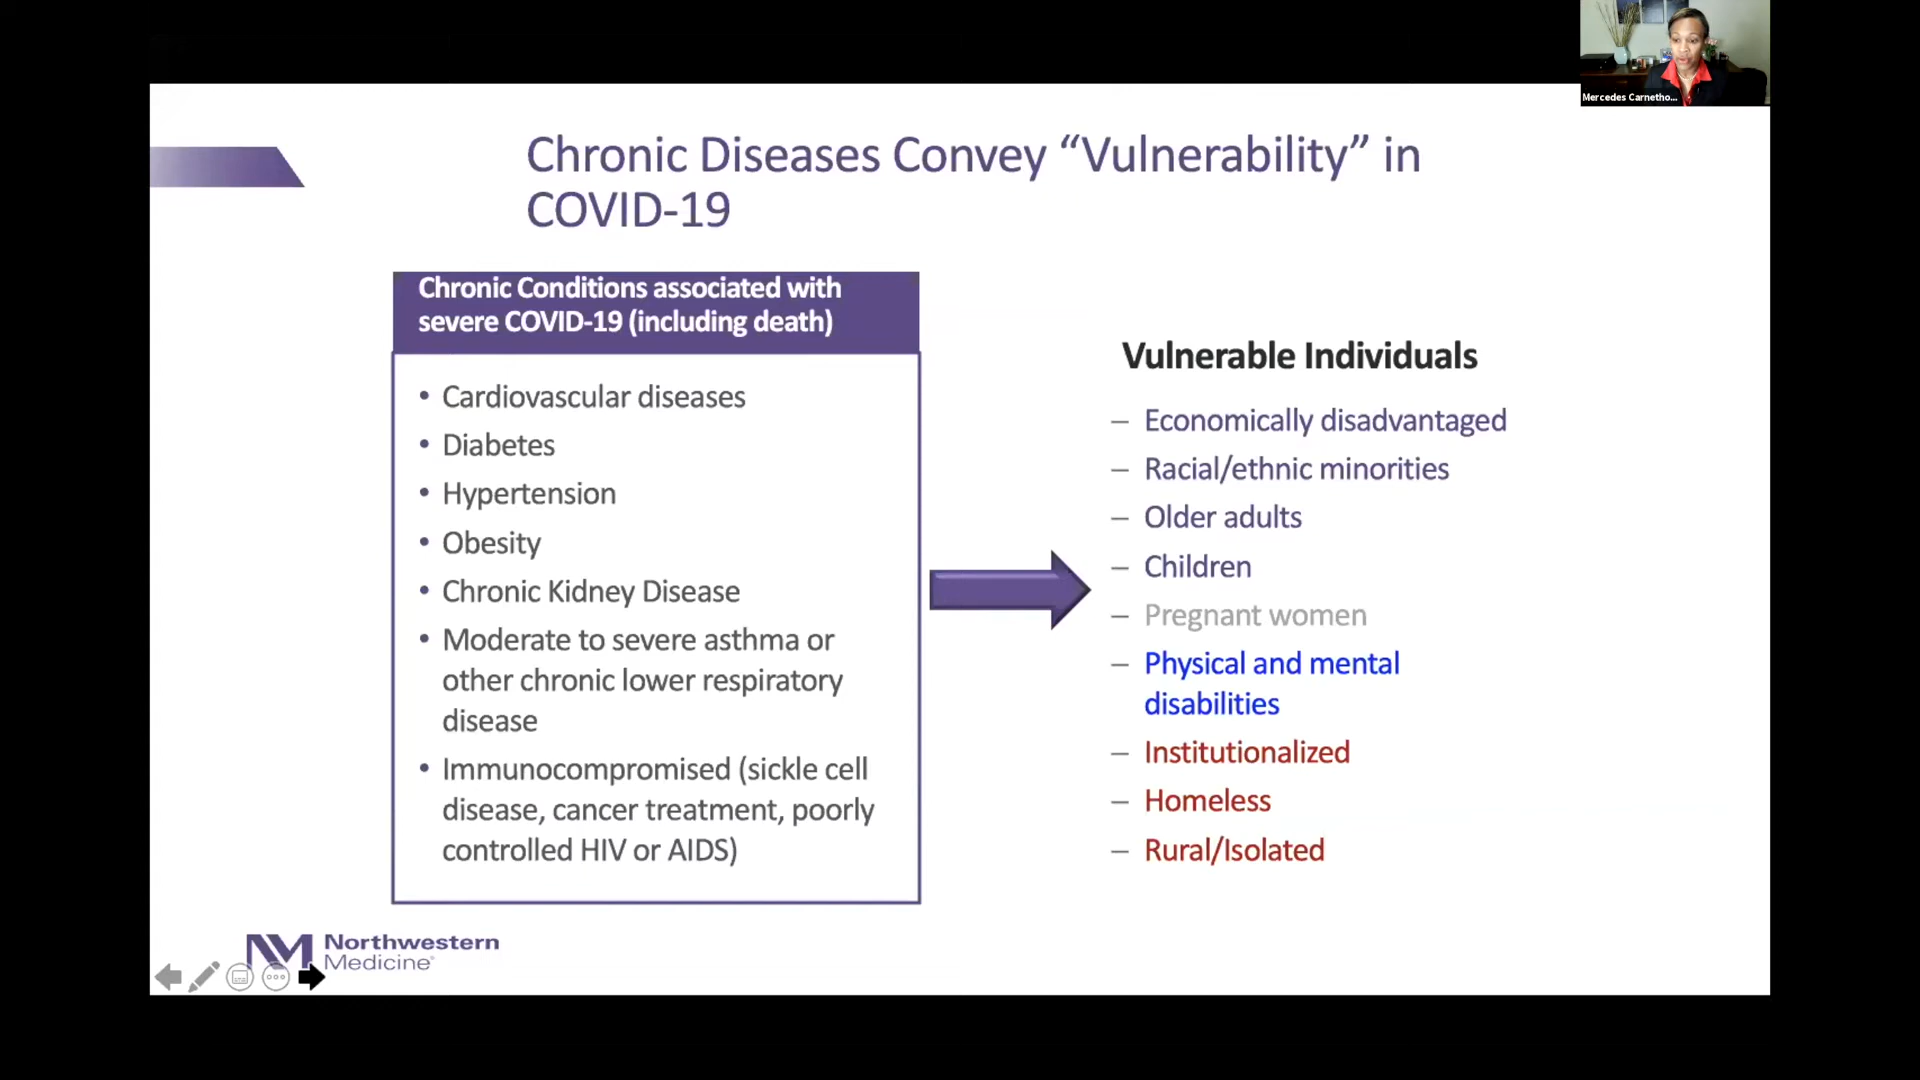 Mercedes Carnetho...
Chronic Diseases Convey “Vulnerability” in
COVID-19
Chronic Conditions associated with
severe COVID-19 (including death)
• Cardiovascular diseases
• Diabetes
• Hypertension
• Obesity
• Chronic Kidney Disease
• Moderate to severe asthma or
other chronic lower respiratory
disease
• Immunocompromised (sickle cell
disease, cancer treatment, poorly
controlled HIV or AIDS)
Vulnerable Individuals
– Economically disadvantaged
– Racial/ethnic minorities
– Older adults
– Children
– Pregnant women
– Physical and mental
disabilities
– Institutionalized
– Homeless
– Rural/Isolated
NM
Northwestern
Medicine®